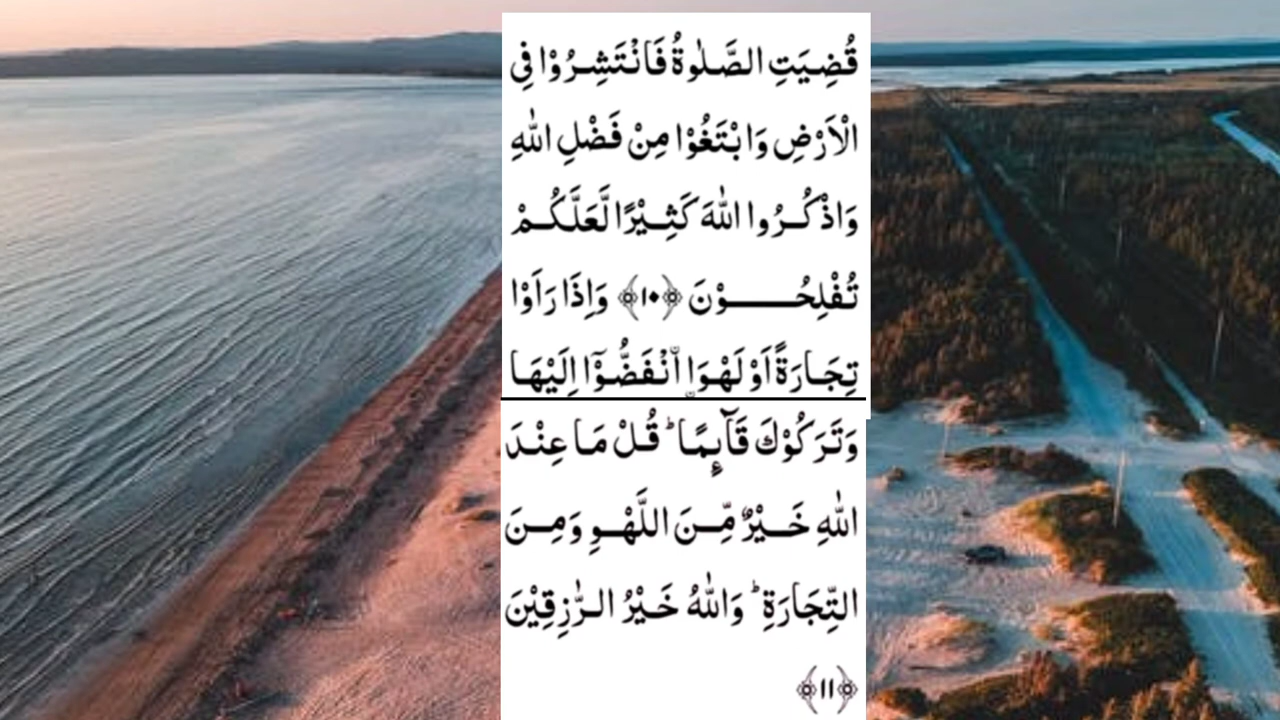 قُضِيَتِ الصَّلٰوةُ فَانْتَشِرُوْا فِى
الْاَرْضِ وَابْتَغُوْا مِنْ فَضْلِ اللّٰهِ
وَاذْكُرُوا اللّٰهَ كَثِيْرًا لَّعَلَّكُمْ
تُفْلِحُوْنَ ﴿١٠﴾ وَاِذَا رَاَوْا
تِجَارَةً اَوْ لَهْوَاۨ انْفَضُّوْۤا اِلَيْهَا
وَتَرَكُوْكَ قَآئِمًا ؕ قُلْ مَا عِنْدَ
اللّٰهِ خَيْرٌ مِّنَ اللَّهْوِ وَمِنَ
التِّجَارَةِ ؕ وَاللّٰهُ خَيْرُ الرّٰزِقِيْنَ
﴿١١﴾